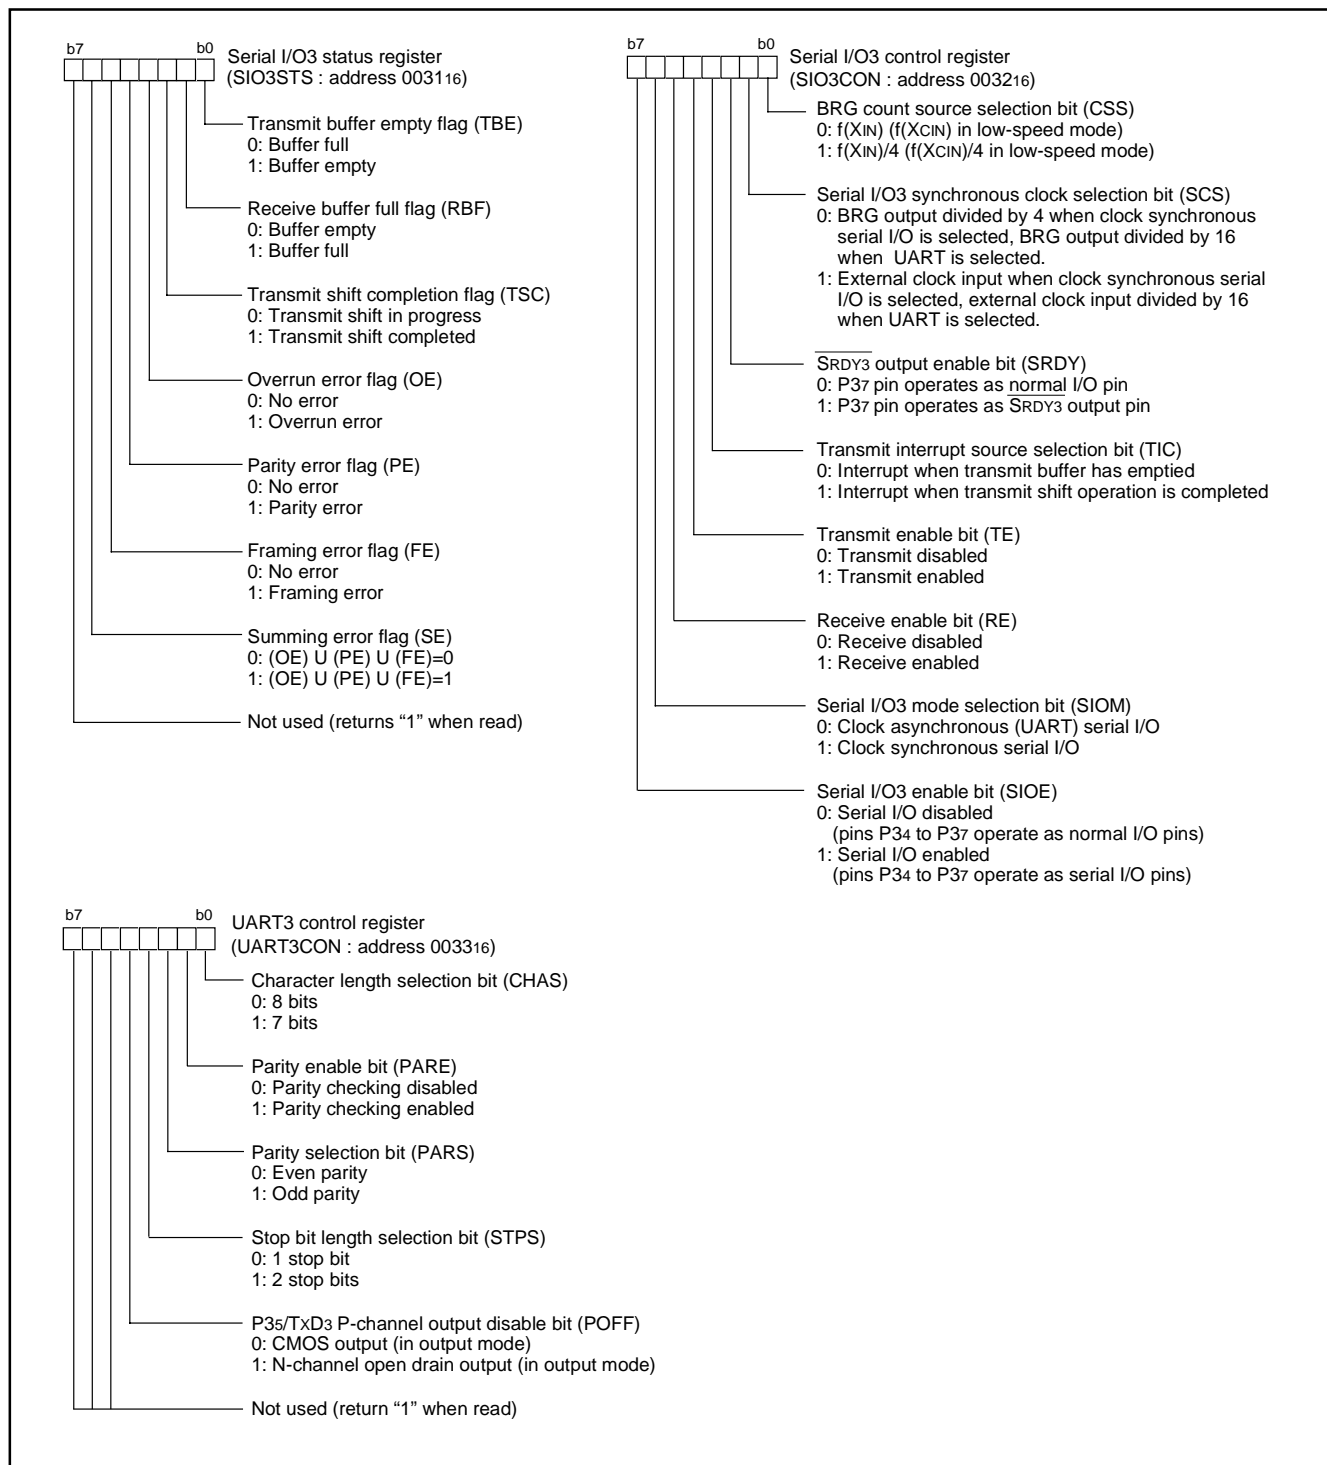 b7 b0 Serial I/O3 status register
(SIO3STS : address 003116)
Transmit buffer empty flag (TBE)
0: Buffer full
1: Buffer empty
Receive buffer full flag (RBF)
0: Buffer empty
1: Buffer full
Transmit shift completion flag (TSC)
0: Transmit shift in progress
1: Transmit shift completed
Overrun error flag (OE)
0: No error
1: Overrun error
Parity error flag (PE)
0: No error
1: Parity error
Framing error flag (FE)
0: No error
1: Framing error
Summing error flag (SE)
0: (OE) U (PE) U (FE)=0
1: (OE) U (PE) U (FE)=1
Not used (returns “1” when read)
b7 b0 Serial I/O3 control register
(SIO3CON : address 003216)
BRG count source selection bit (CSS)
0: f(XIN) (f(XCIN) in low-speed mode)
1: f(XIN)/4 (f(XCIN)/4 in low-speed mode)
Serial I/O3 synchronous clock selection bit (SCS)
0: BRG output divided by 4 when clock synchronous
serial I/O is selected, BRG output divided by 16
when UART is selected.
1: External clock input when clock synchronous serial
I/O is selected, external clock input divided by 16
when UART is selected.
SRDY3 output enable bit (SRDY)
0: P37 pin operates as normal I/O pin
1: P37 pin operates as SRDY3 output pin
Transmit interrupt source selection bit (TIC)
0: Interrupt when transmit buffer has emptied
1: Interrupt when transmit shift operation is completed
Transmit enable bit (TE)
0: Transmit disabled
1: Transmit enabled
Receive enable bit (RE)
0: Receive disabled
1: Receive enabled
Serial I/O3 mode selection bit (SIOM)
0: Clock asynchronous (UART) serial I/O
1: Clock synchronous serial I/O
Serial I/O3 enable bit (SIOE)
0: Serial I/O disabled
(pins P34 to P37 operate as normal I/O pins)
1: Serial I/O enabled
(pins P34 to P37 operate as serial I/O pins)
b7 b0 UART3 control register
(UART3CON : address 003316)
Character length selection bit (CHAS)
0: 8 bits
1: 7 bits
Parity enable bit (PARE)
0: Parity checking disabled
1: Parity checking enabled
Parity selection bit (PARS)
0: Even parity
1: Odd parity
Stop bit length selection bit (STPS)
0: 1 stop bit
1: 2 stop bits
P35/TXD3 P-channel output disable bit (POFF)
0: CMOS output (in output mode)
1: N-channel open drain output (in output mode)
Not used (return “1” when read)